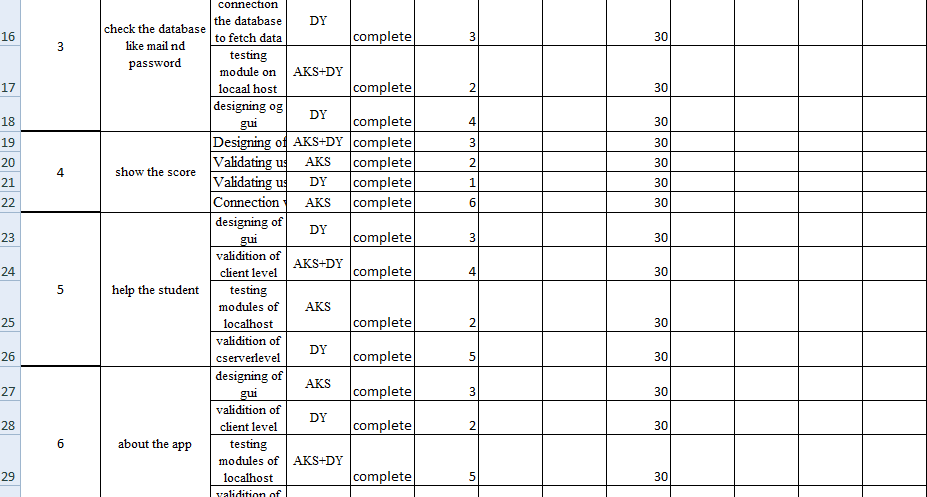 connection
the database
to fetch data
16
3
check the database
like mail nd
password
DY
complete
3
30
17
testing
module on
locaal host
AKS+DY
complete
2
30
18
designing og
gui
DY
complete
4
30
19
Designing of
AKS+DY
complete
3
30
20
4
show the score
Validating us
AKS
complete
2
30
21
Validating us
DY
complete
1
30
22
Connection
AKS
complete
6
30
23
designing of
gui
DY
complete
3
30
24
validition of
client level
AKS+DY
complete
4
30
5
help the student
25
testing
modules of
localhost
AKS
complete
2
30
26
validition of
cserverlevel
DY
complete
5
30
27
designing of
gui
AKS
complete
3
30
28
validition of
client level
DY
complete
2
30
6
about the app
29
testing
modules of
localhost
AKS+DY
complete
5
30
validition of